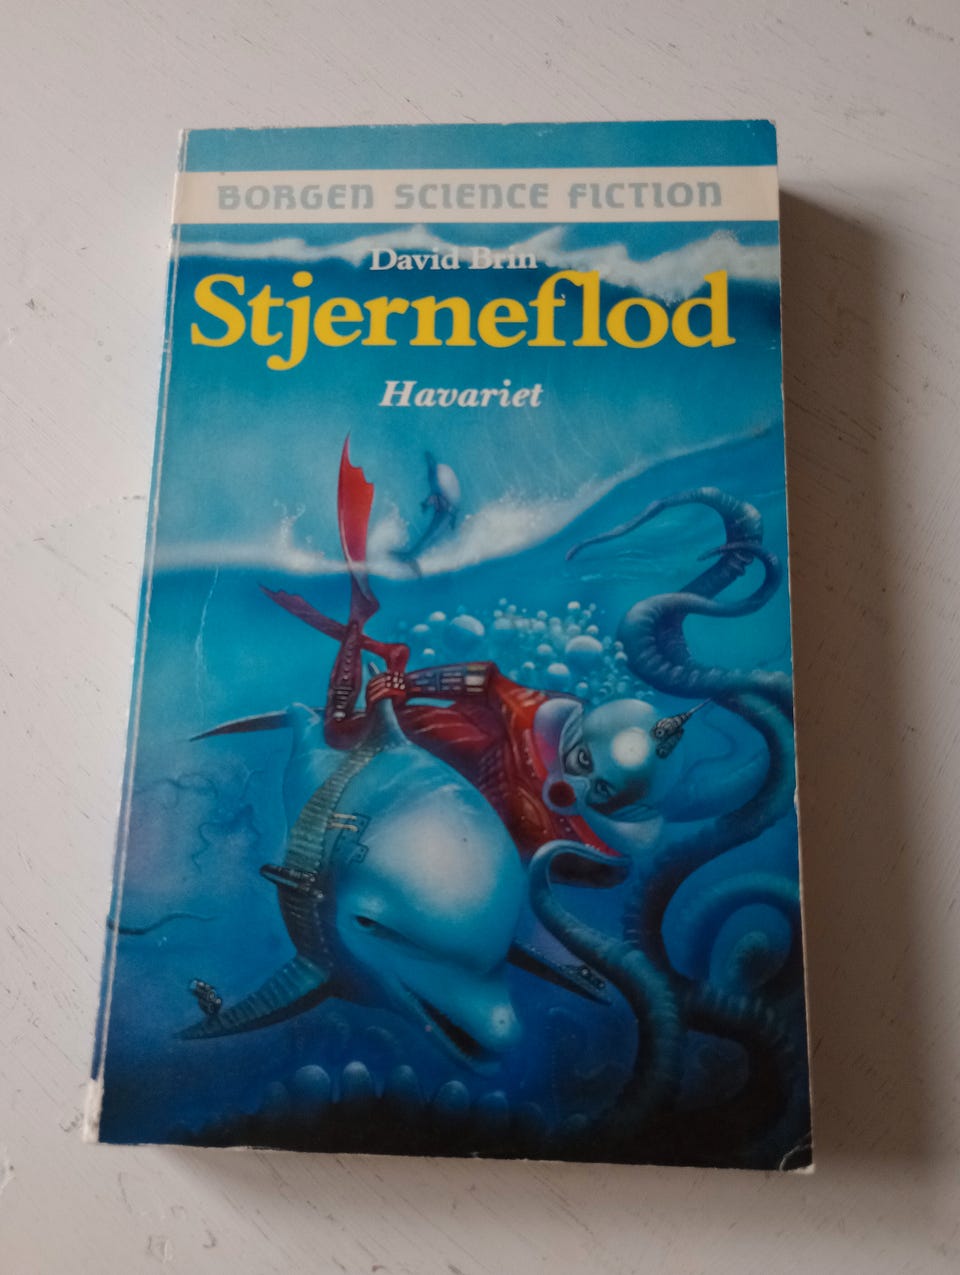 BORGEN SCIENCE FICTION
David Brin
Stjerneflod
Havariet